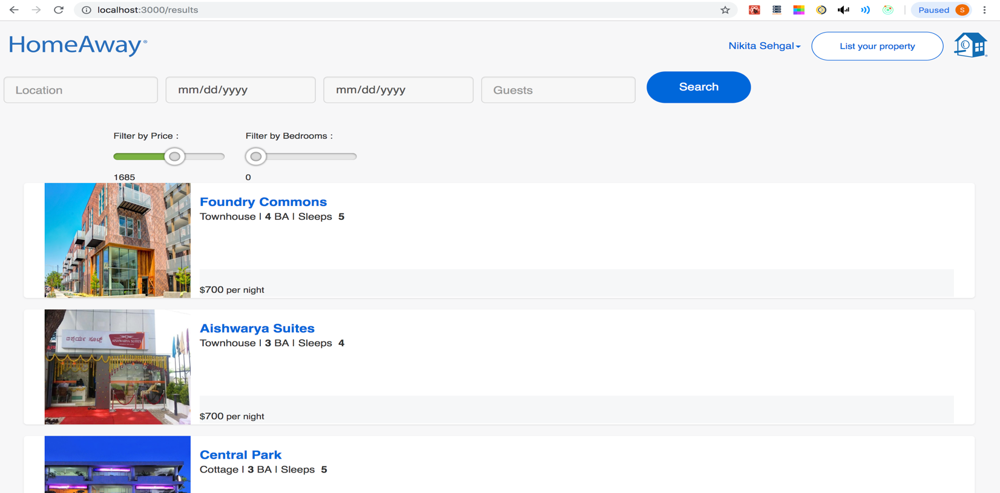 localhost:3000/results
Paused S
HomeAway®
Nikita Sehgal
List your property
Location
mm/dd/yyyy
mm/dd/yyyy
Guests
Search
Filter by Price :
Filter by Bedrooms :
1685
0
Foundry Commons
Townhouse | 4 BA | Sleeps 5
$700 per night
Aishwarya Suites
Townhouse | 3 BA | Sleeps 4
AISHWARYA SUITES
$700 per night
Central Park
Cottage | 3 BA | Sleeps 5